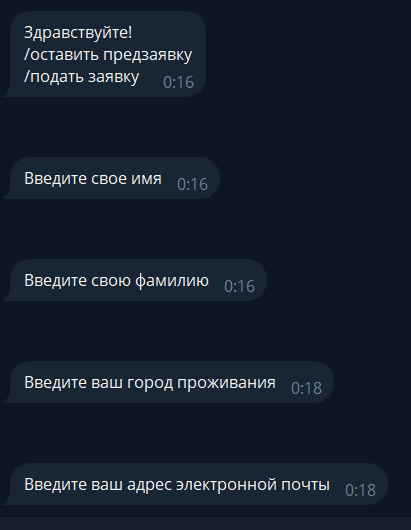 Здравствуйте!
/оставить предзаявку
/подать заявку 0:16
Введите свое имя 0:16
Введите свою фамилию 0:16
Введите ваш город проживания 0:18
Введите ваш адрес электронной почты 0:18